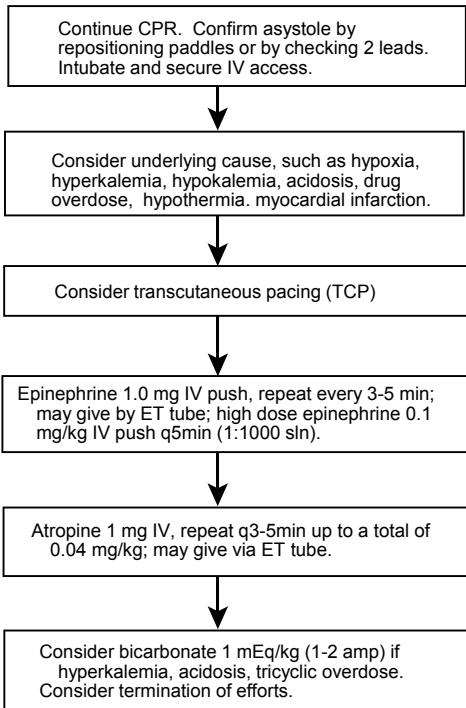 Continue CPR. Confirm asystole by
repositioning paddles or by checking 2 leads.
Intubate and secure IV access.
Consider underlying cause, such as hypoxia,
hyperkalemia, hypokalemia, acidosis, drug
overdose, hypothermia. myocardial infarction.
Consider transcutaneous pacing (TCP)
Epinephrine 1.0 mg IV push, repeat every 3-5 min;
may give by ET tube; high dose epinephrine 0.1
mg/kg IV push q5min (1:1000 sln).
Atropine 1 mg IV, repeat q3-5min up to a total of
0.04 mg/kg; may give via ET tube.
Consider bicarbonate 1 mEq/kg (1-2 amp) if
hyperkalemia, acidosis, tricyclic overdose.
Consider termination of efforts.